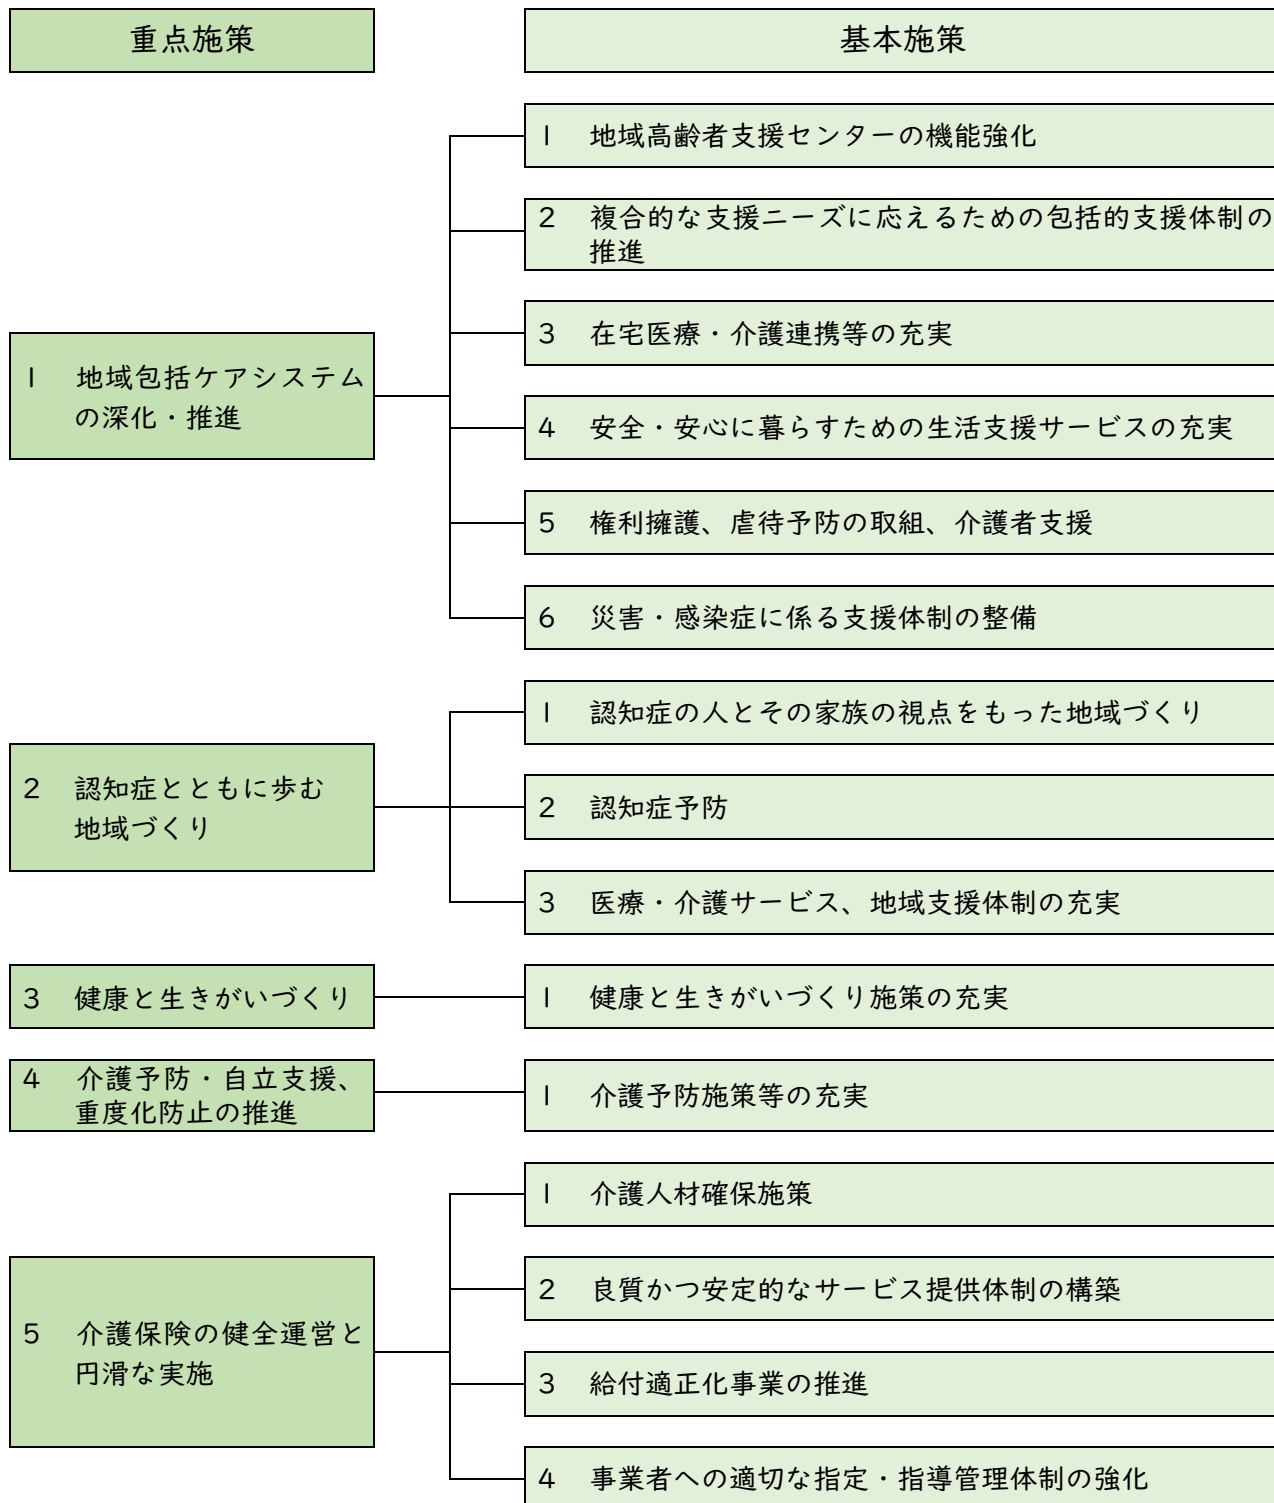 重点施策
基本施策
1 地域包括ケアシステム
の深化・推進
1 地域高齢者支援センターの機能強化
2 複合的な支援ニーズに応えるための包括的支援体制の
推進
3 在宅医療・介護連携等の充実
4 安全・安心に暮らすための生活支援サービスの充実
5 権利擁護、虐待予防の取組、介護者支援
6 災害・感染症に係る支援体制の整備
2 認知症とともに歩む
地域づくり
1 認知症の人とその家族の視点をもった地域づくり
2 認知症予防
3 医療・介護サービス、地域支援体制の充実
3 健康と生きがいづくり
1 健康と生きがいづくり施策の充実
4 介護予防・自立支援、
重度化防止の推進
1 介護予防施策等の充実
5 介護保険の健全運営と
円滑な実施
1 介護人材確保施策
2 良質かつ安定的なサービス提供体制の構築
3 給付適正化事業の推進
4 事業者への適切な指定・指導管理体制の強化